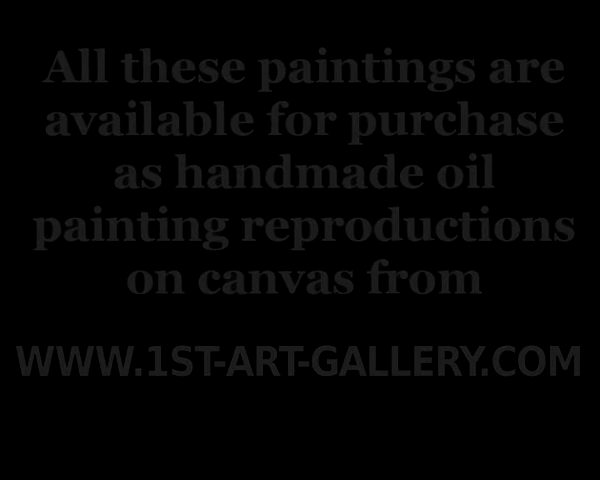 All these paintings are
available for purchase
as handmade oil
painting reproductions
on canvas from
WWW.1ST-ART-GALLERY.COM